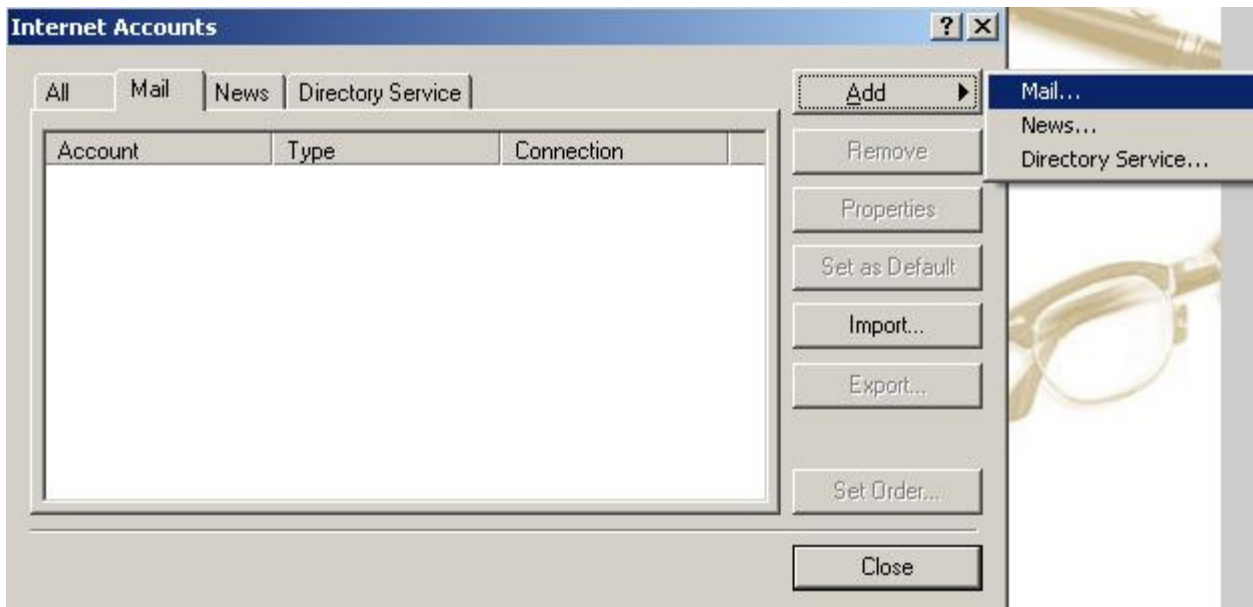 Internet Accounts
All Mail News Directory Service
Account Type Connection
Add
Remove
Properties
Set as Default
Import...
Export...
Set Order...
Close
Mail...
News...
Directory Service...